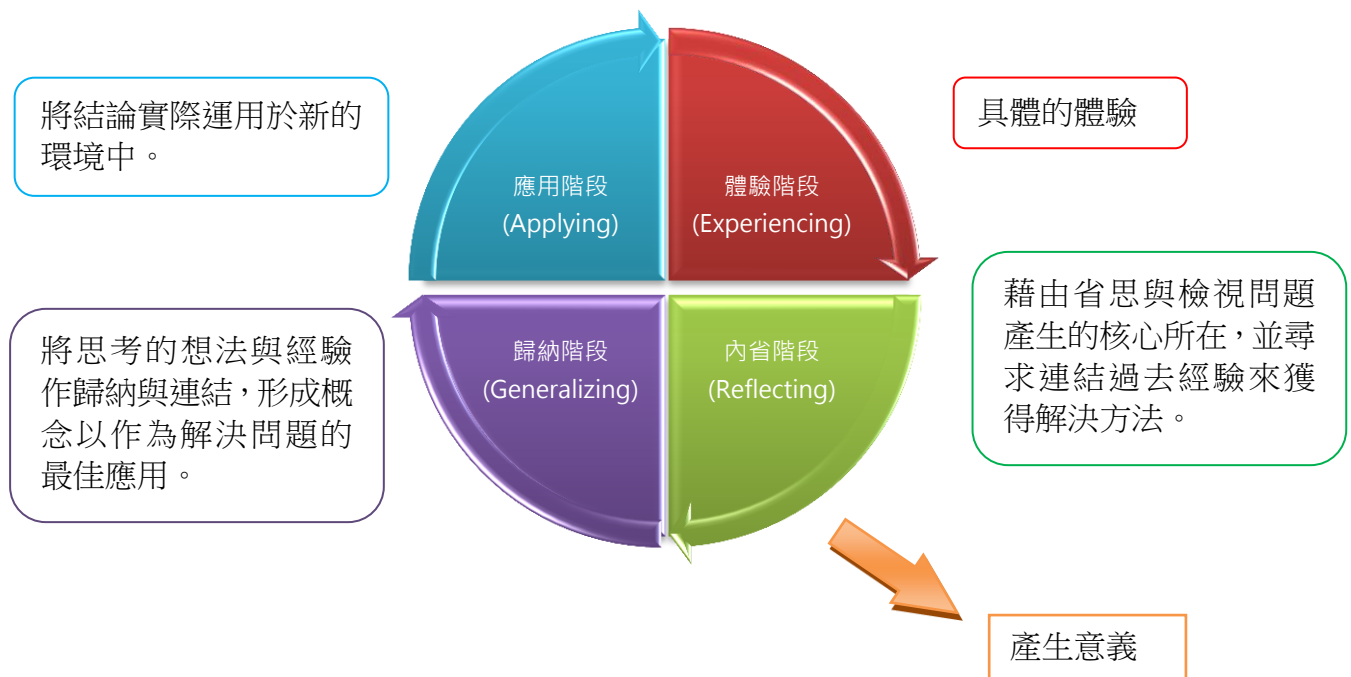 將結論實際運用於新的
環境中。
應用階段
(Applying)
體驗階段
(Experiencing)
具體的體驗
將思考的想法與經驗
作歸納與連結,形成概
念以作為解決問題的
最佳應用。
歸納階段
(Generalizing)
內省階段
(Reflecting)
藉由省思與檢視問題
產生的核心所在,並尋
求連結過去經驗來獲
得解決方法。
產生意義